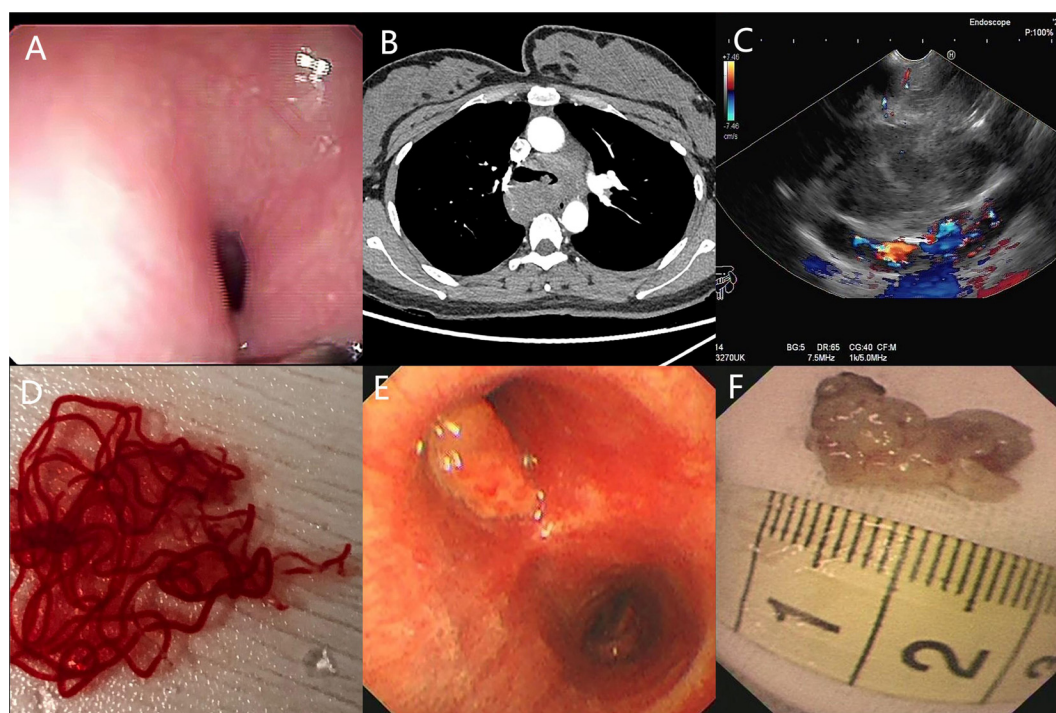 A
B
C
Endoscope
P:100%
+7.46
-7.46
cm/s
H
14
3270UK
BG:5 DR:65 CG:40 CF:M
7.5MHz 1k/5.0MHz
D
E
F
1
2
3